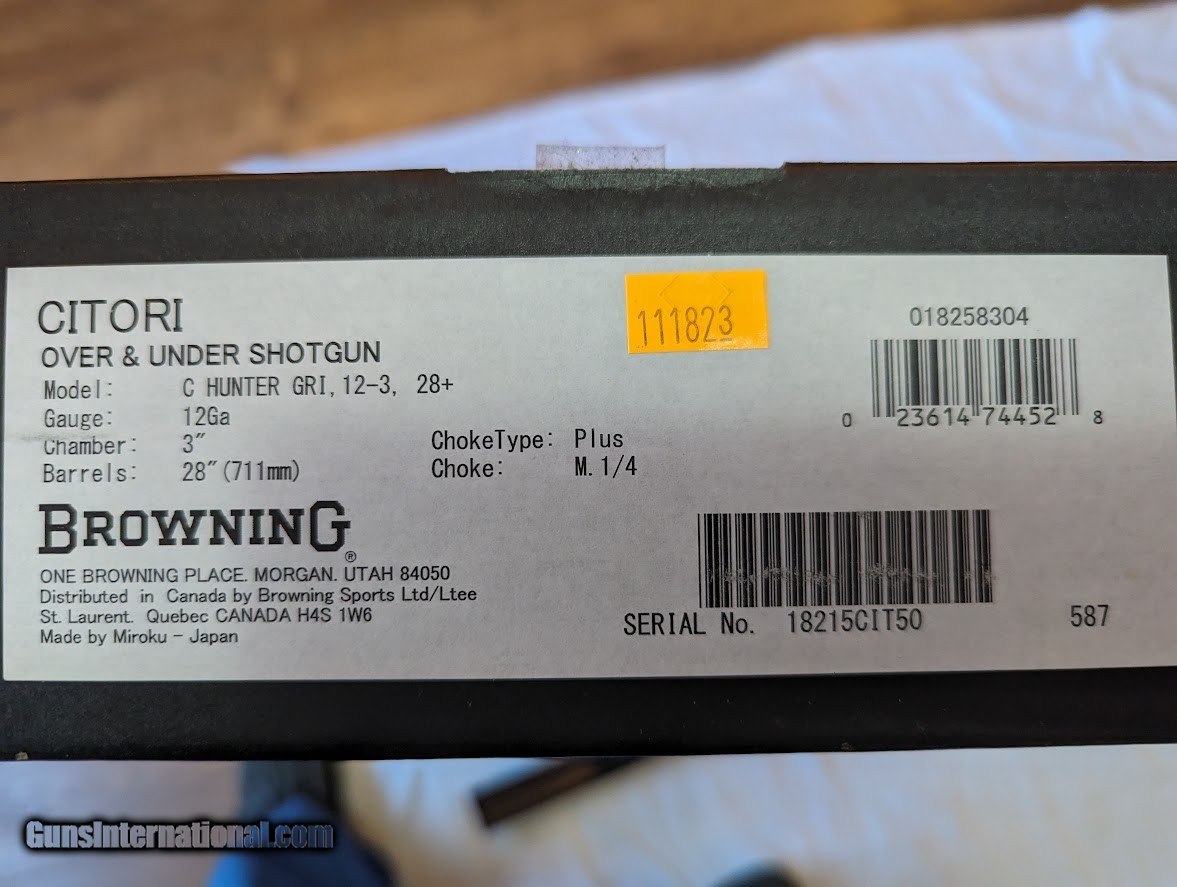 CITORI
OVER & UNDER SHOTGUN
Model: C HUNTER GRI, 12-3, 28+
Gauge: 12Ga
Chamber: 3"
Barrels: 28"(711mm)
ChokeType: Plus
Choke: M. 1/4
BROWNING®
ONE BROWNING PLACE. MORGAN. UTAH 84050
Distributed in Canada by Browning Sports Ltd/Ltee
St. Laurent. Quebec CANADA H4S 1W6
Made by Miroku - Japan
111823
018258304
0 23614 74452 8
SERIAL No. 18215CIT50
587
GunsInternational.com